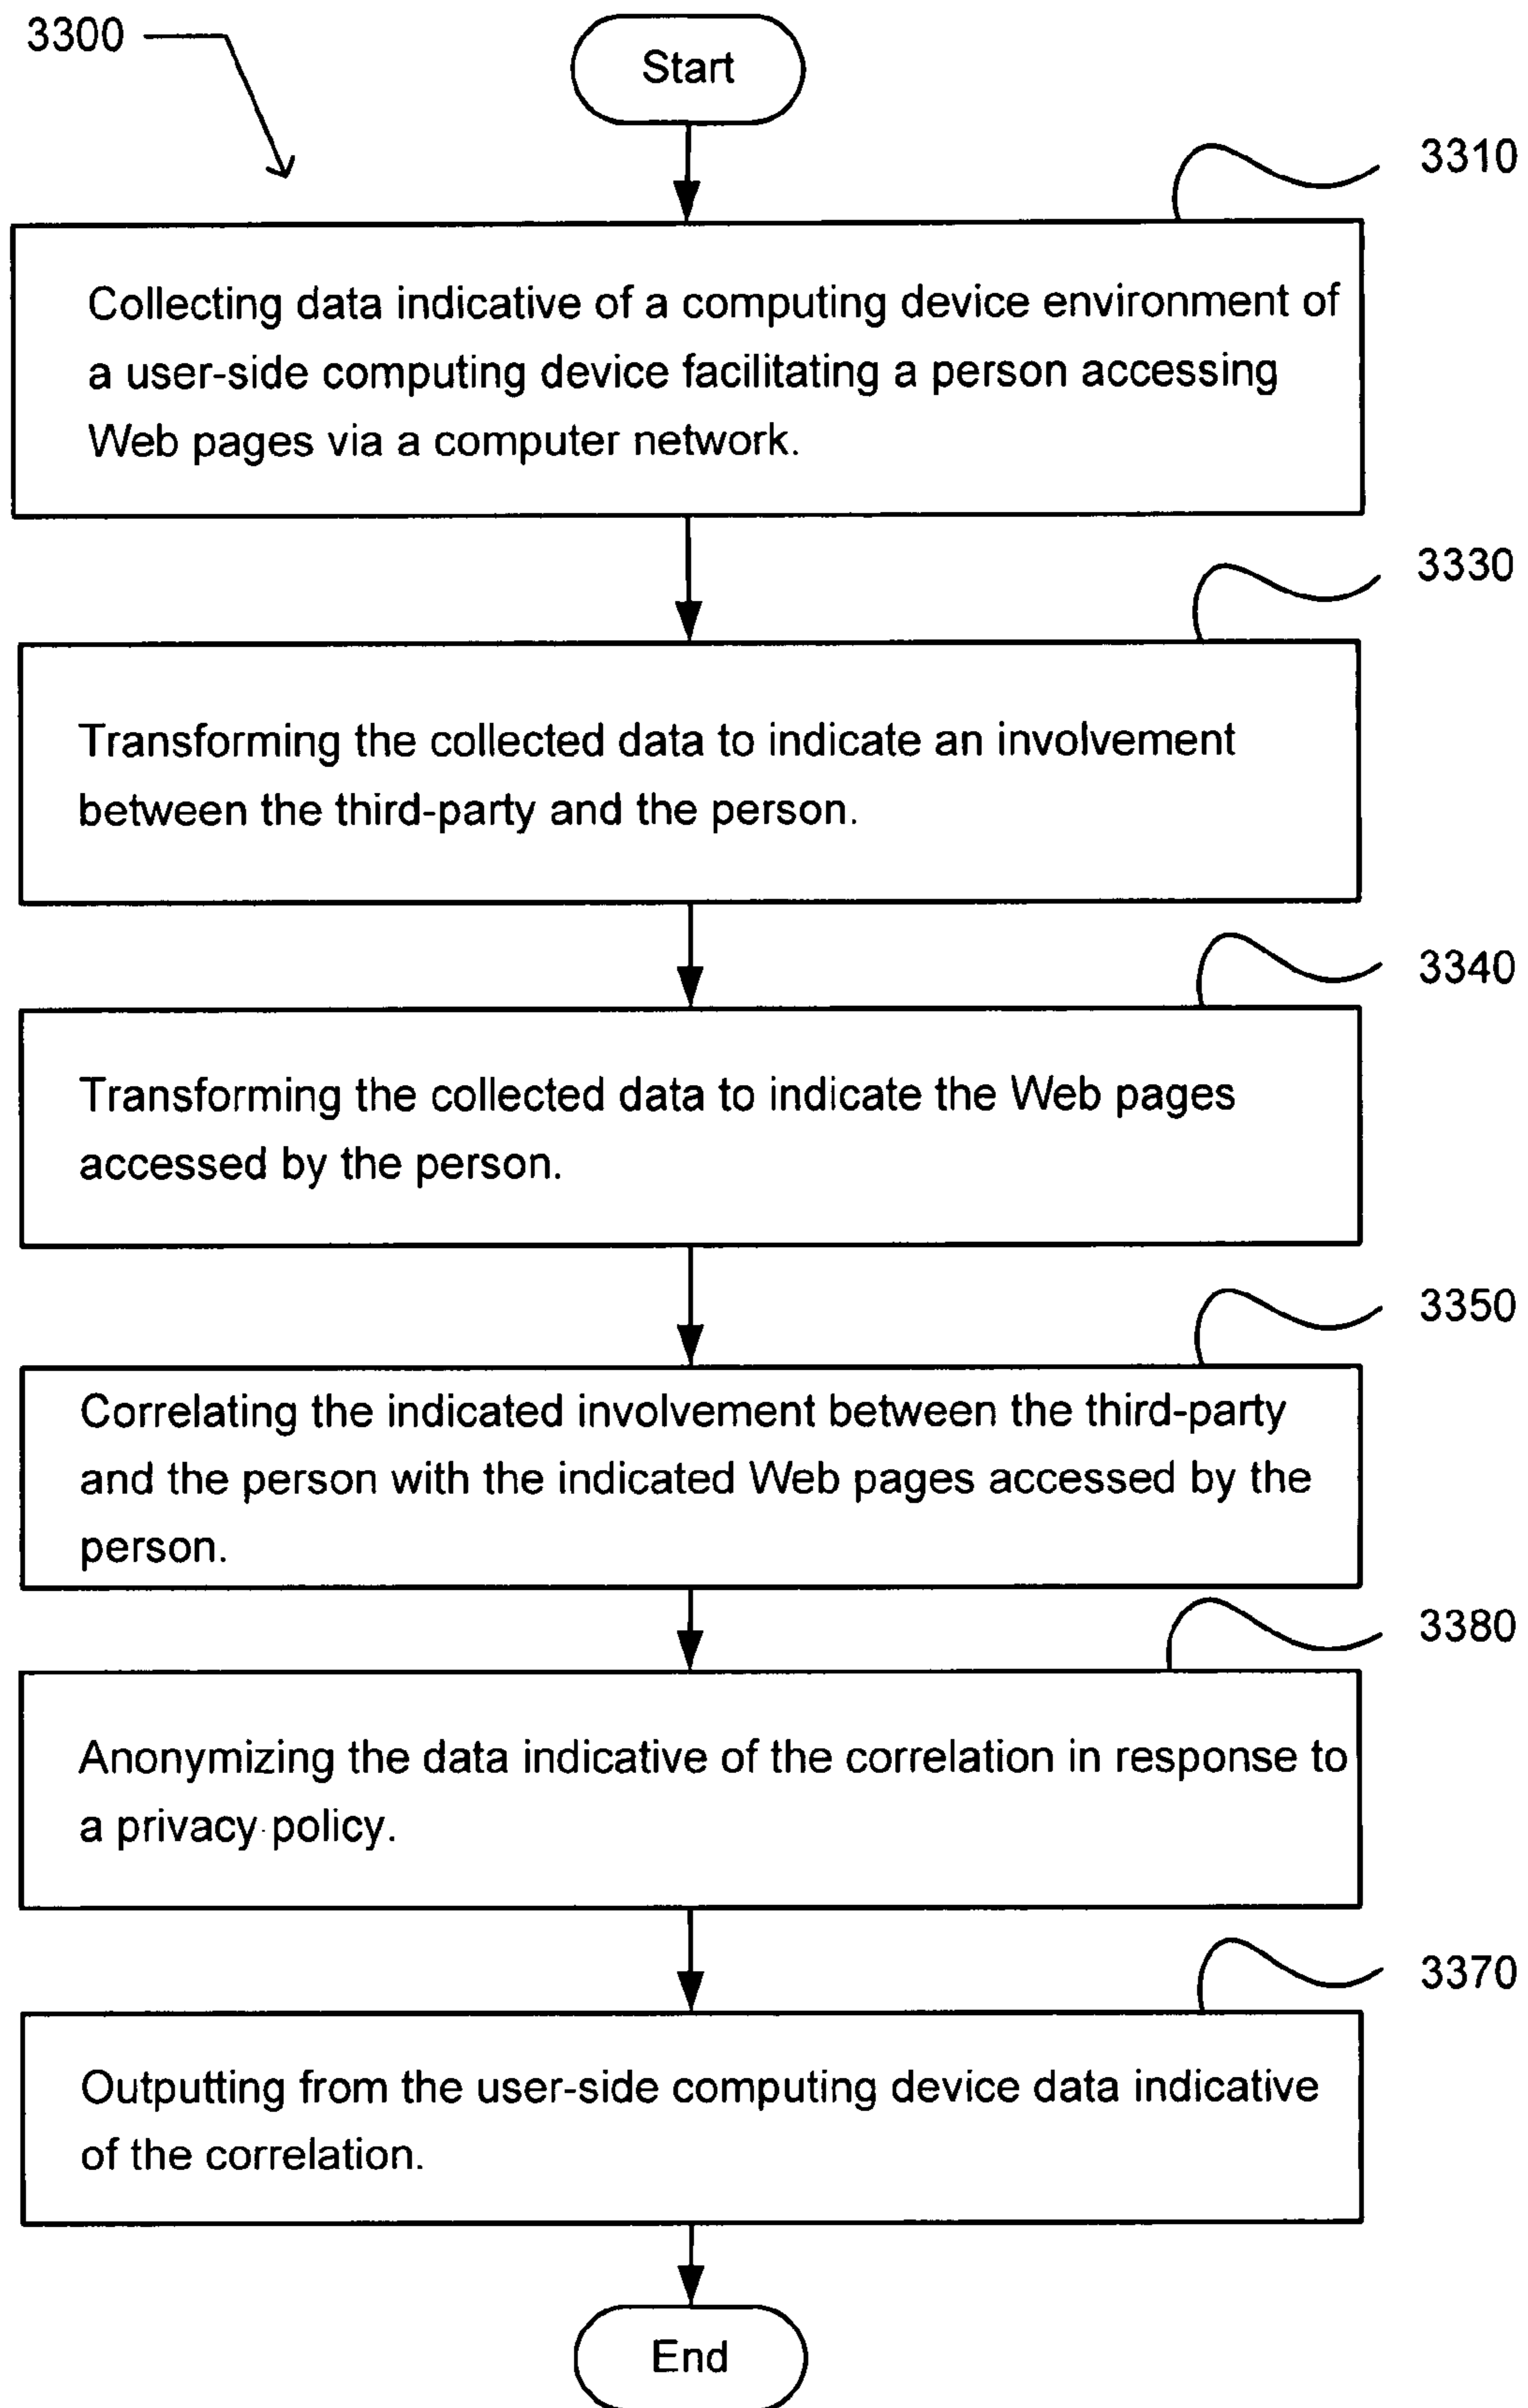 3300
Start
3310
Collecting data indicative of a computing device environment of
a user-side computing device facilitating a person accessing
Web pages via a computer network.
3330
Transforming the collected data to indicate an involvement
between the third-party and the person.
3340
Transforming the collected data to indicate the Web pages
accessed by the person.
3350
Correlating the indicated involvement between the third-party
and the person with the indicated Web pages accessed by the
person.
3380
Anonymizing the data indicative of the correlation in response to
a privacy policy.
3370
Outputting from the user-side computing device data indicative
of the correlation.
End